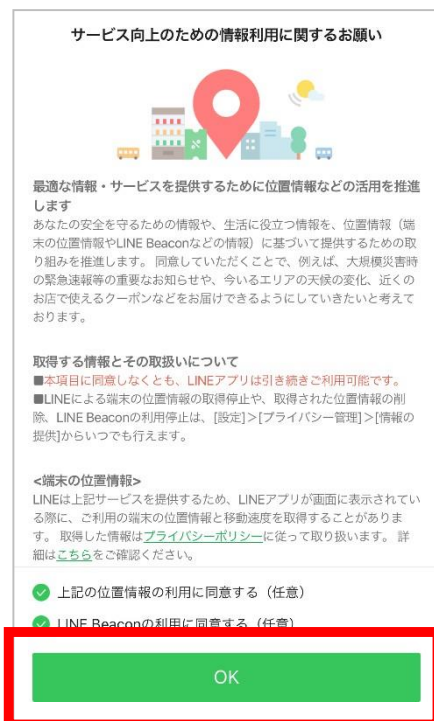 サービス向上のための情報利用に関するお願い
最適な情報・サービスを提供するために位置情報などの活用を推進
します
あなたの安全を守るための情報や、生活に役立つ情報を、位置情報（端
末の位置情報やLINE Beaconなどの情報）に基づいて提供するための取
り組みを推進します。 同意していただくことで、例えば、大規模災害時
の緊急速報等の重要なお知らせや、今いるエリアの天候の変化、近くの
お店で使えるクーポンなどをお届けできるようにしていきたいと考えて
おります。
取得する情報とその取扱いについて
■本項目に同意しなくとも、LINEアプリは引き続きご利用可能です。
■LINEによる端末の位置情報の取得停止や、取得された位置情報の削
除、LINE Beaconの利用停止は、[設定]>[プライバシー管理]>[情報の
提供]からいつでも行えます。
<端末の位置情報>
LINEは上記サービスを提供するため、LINEアプリが画面に表示されてい
る際に、ご利用の端末の位置情報と移動速度を取得することがありま
す。 取得した情報はプライバシーポリシーに従って取り扱います。 詳
細はこちらをご確認ください。
上記の位置情報の利用に同意する（任意）
LINE Beaconの利用に同意する（任意）
OK